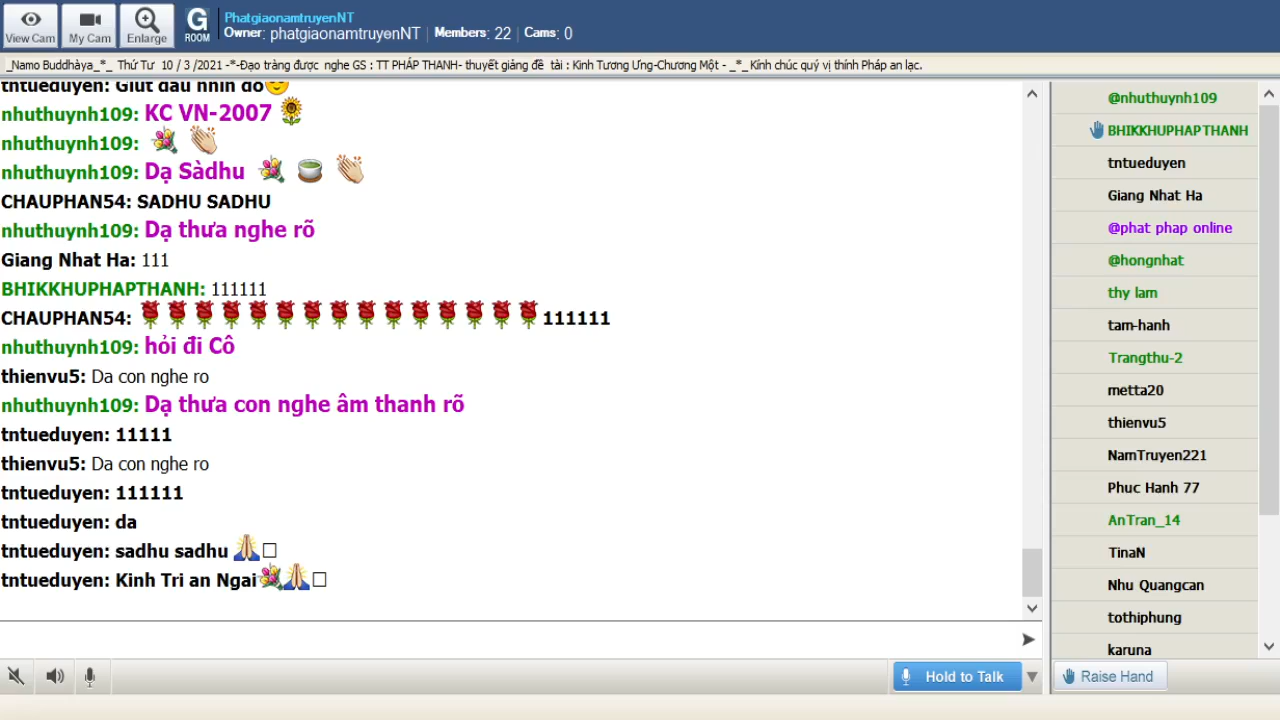 View Cam
My Cam
Enlarge
G
ROOM
PhatgiaonamtruyenNT
Owner: phatgiaonamtruyenNT | Members: 22 | Cams: 0
_Namo Buddhàya_*_ Thứ Tư 10 / 3 /2021 -*-Đạo tràng được nghe GS : TT PHÁP THANH- thuyết giảng đề tài : Kinh Tương Ưng-Chương Một - _*_Kính chúc quý vị thính Pháp an lạc.
tntueduyen: Giut dau nhin do
nhuthuynh109: KC VN-2007
nhuthuynh109:
nhuthuynh109: Dạ Sàdhu
CHAUPHAN54: SADHU SADHU
nhuthuynh109: Dạ thưa nghe rõ
Giang Nhat Ha: 111
BHIKKHUPHAPTHANH: 111111
CHAUPHAN54: 111111
nhuthuynh109: hỏi đi Cô
thienvu5: Da con nghe ro
nhuthuynh109: Dạ thưa con nghe âm thanh rõ
tntueduyen: 11111
thienvu5: Da con nghe ro
tntueduyen: 111111
tntueduyen: da
tntueduyen: sadhu sadhu
tntueduyen: Kinh Tri an Ngai
@nhuthuynh109
BHIKKHUPHAPTHANH
tntueduyen
Giang Nhat Ha
@phat phap online
@hongnhat
thy lam
tam-hanh
Trangthu-2
metta20
thienvu5
NamTruyen221
Phuc Hanh 77
AnTran_14
TinaN
Nhu Quangcan
tothiphung
karuna
Hold to Talk
Raise Hand